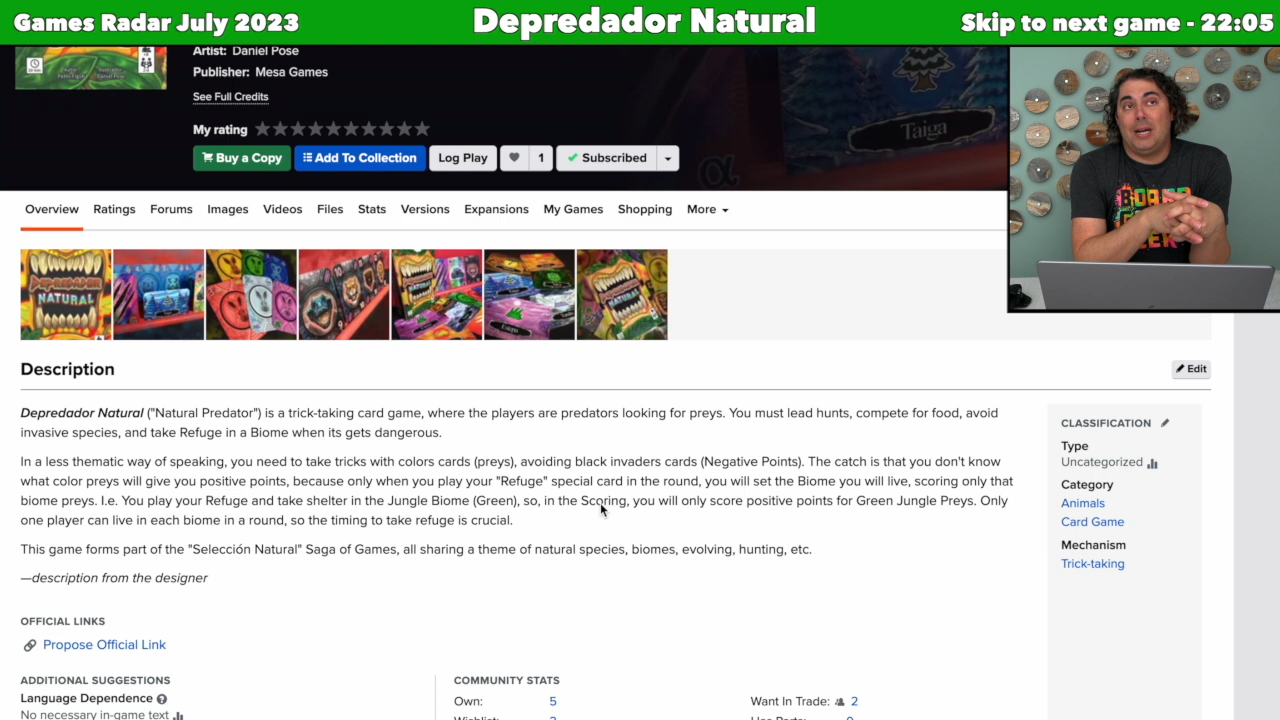 Games Radar July 2023
Depredador Natural
Skip to next game - 22:05
Artist: Daniel Pose
Publisher: Mesa Games
See Full Credits
My rating
Buy a Copy
Add To Collection
Log Play
1
Subscribed
Taiga
Overview
Ratings
Forums
Images
Videos
Files
Stats
Versions
Expansions
My Games
Shopping
More
DEPREDADOR
NATURAL
Description
Edit
Depredador Natural ("Natural Predator") is a trick-taking card game, where the players are predators looking for preys. You must lead hunts, compete for food, avoid
invasive species, and take Refuge in a Biome when its gets dangerous.
In a less thematic way of speaking, you need to take tricks with colors cards (preys), avoiding black invaders cards (Negative Points). The catch is that you don't know
what color preys will give you positive points, because only when you play your "Refuge" special card in the round, you will set the Biome you will live, scoring only that
biome preys. I.e. You play your Refuge and take shelter in the Jungle Biome (Green), so, in the Scoring, you will only score positive points for Green Jungle Preys. Only
one player can live in each biome in a round, so the timing to take refuge is crucial.
This game forms part of the "Selección Natural" Saga of Games, all sharing a theme of natural species, biomes, evolving, hunting, etc.
—description from the designer
CLASSIFICATION
Type
Uncategorized
Category
Animals
Card Game
Mechanism
Trick-taking
OFFICIAL LINKS
Propose Official Link
ADDITIONAL SUGGESTIONS
Language Dependence
No necessary in-game text
COMMUNITY STATS
Own: 5
Want In Trade: 2